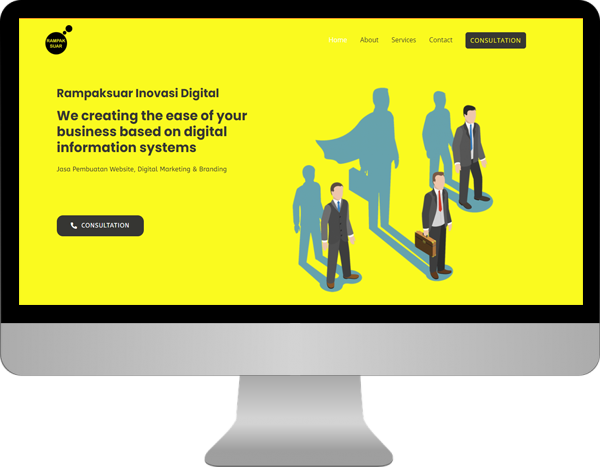 RAMPAK
SUAR
Home About Services Contact CONSULTATION
Rampaksuar Inovasi Digital
We creating the ease of your
business based on digital
information systems
Jasa Pembuatan Website, Digital Marketing & Branding
CONSULTATION